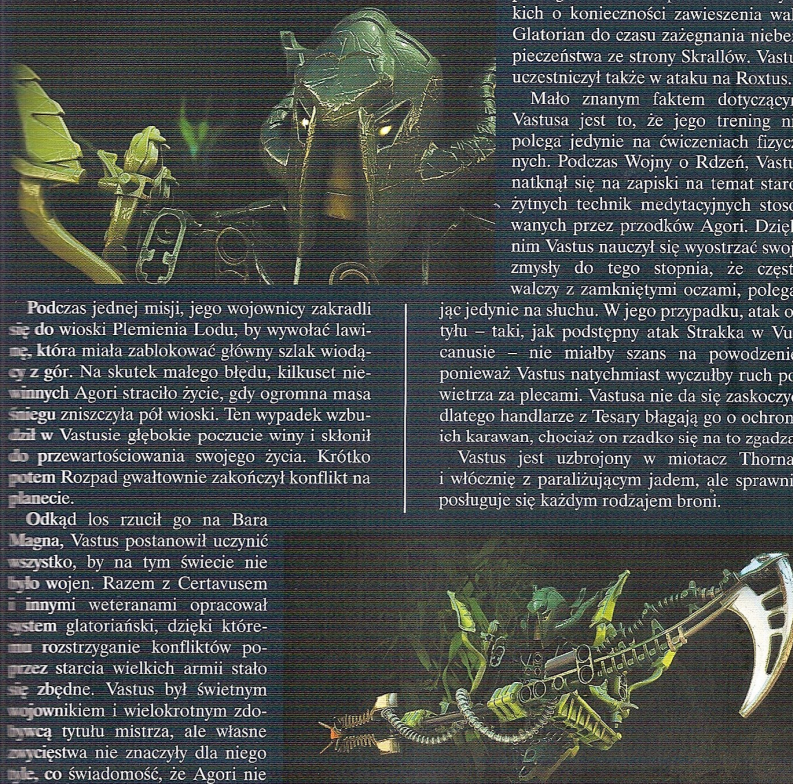 Podczas jednej misji, jego wojownicy zakradli
się do wioski Plemienia Lodu, by wywołać lawi-
nę, która miała zablokować główny szlak wiodą-
cy z gór. Na skutek małego błędu, kilkuset nie-
winnych Agori straciło życie, gdy ogromna masa
śniegu zniszczyła pół wioski. Ten wypadek wzbu-
dził w Vastusie głębokie poczucie winy i skłonił
do przewartościowania swojego życia. Krótko
potem Rozpad gwałtownie zakończył konflikt na
planecie.
Odkąd los rzucił go na Bara
Magna, Vastus postanowił uczynić
wszystko, by na tym świecie nie
było wojen. Razem z Certavusem
i innymi weteranami opracował
system glatoriański, dzięki które-
mu rozstrzyganie konfliktów po-
przez starcia wielkich armii stało
się zbędne. Vastus był świetnym
wojownikiem i wielokrotnym zdo-
bywcą tytułu mistrza, ale własne
zwycięstwa nie znaczyły dla niego
tyle, co świadomość, że Agori nie
kich o konieczności zawieszenia wal
Glatorian do czasu zażegnania niebez
pieczeństwa ze strony Skrallów. Vastu
uczestniczył także w ataku na Roxtus.
Mało znanym faktem dotyczący
Vastusa jest to, że jego trening ni
polega jedynie na ćwiczeniach fizycz
nych. Podczas Wojny o Rdzeń, Vastu
natknął się na zapiski na temat staro
żytnych technik medytacyjnych stoso
wanych przez przodków Agori. Dzięk
nim Vastus nauczył się wyostrzać swoj
zmysły do tego stopnia, że częst
walczy z zamkniętymi oczami, polega
jąc jedynie na słuchu. W jego przypadku, atak o
tyłu – taki, jak podstępny atak Strakka w Vu
canusie – nie miałby szans na powodzenie
ponieważ Vastus natychmiast wyczułby ruch po
wietrza za plecami. Vastusa nie da się zaskoczyć
dlatego handlarze z Tesary błagają go o ochron
ich karawan, chociaż on rzadko się na to zgadza
Vastus jest uzbrojony w miotacz Thorna
i włócznię z paraliżującym jadem, ale sprawni
posługuje się każdym rodzajem broni.